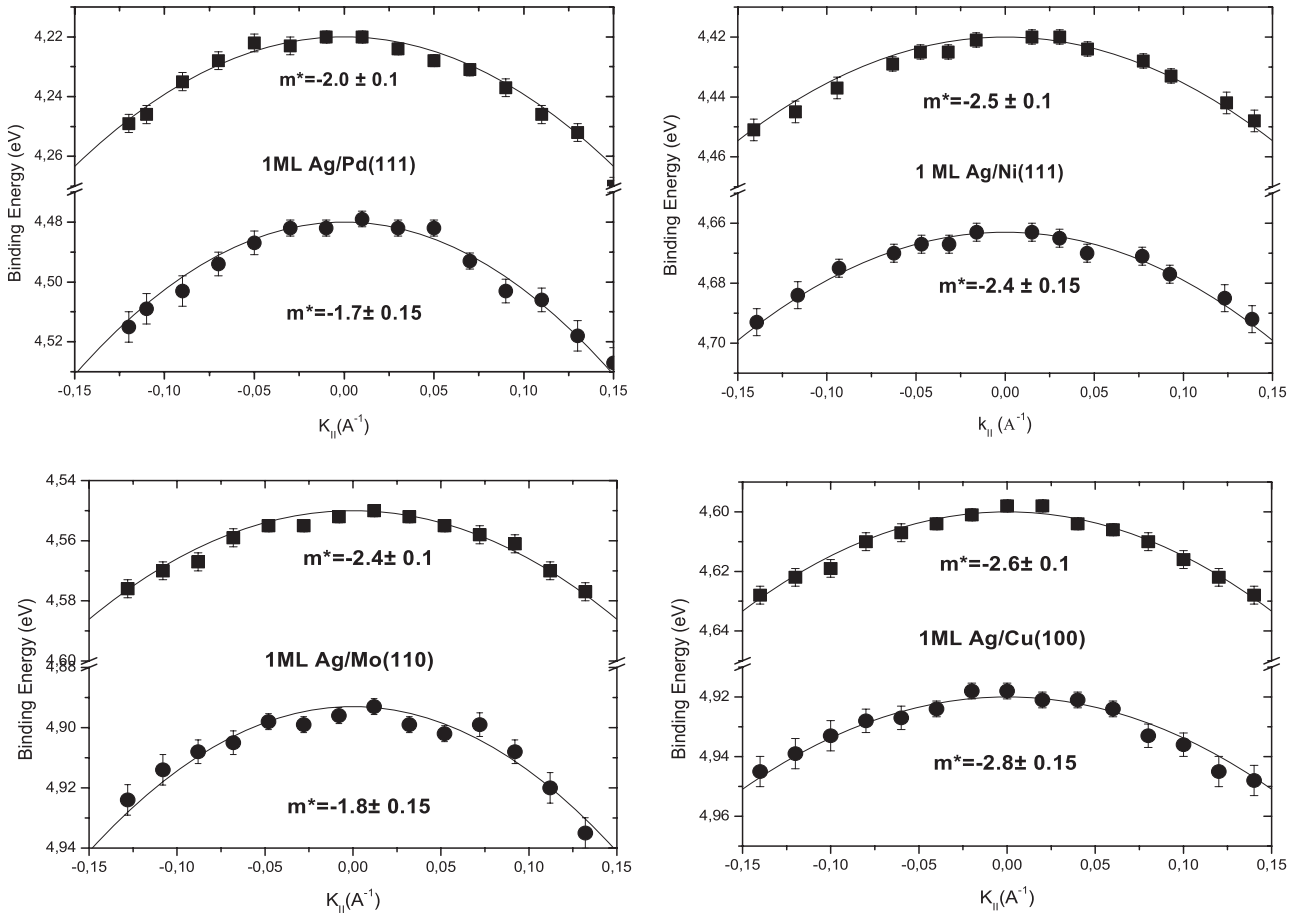 4,22
4,24
4,26
4,48
4,50
4,52
Binding Energy (eV)
m*=-2.0 ± 0.1
1ML Ag/Pd(111)
m*=-1.7± 0.15
-0,15 -0,10 -0,05 0,00 0,05 0,10 0,15
K||(A-1)
4,42
4,44
4,46
4,66
4,68
4,70
Binding Energy (eV)
m*=-2.5 ± 0.1
1 ML Ag/Ni(111)
m*=-2.4 ± 0.15
-0,15 -0,10 -0,05 0,00 0,05 0,10 0,15
k|| (A-1)
4,54
4,56
4,58
4,60
4,88
4,90
4,92
4,94
Binding Energy (eV)
m*=-2.4± 0.1
1ML Ag/Mo(110)
m*=-1.8± 0.15
-0,15 -0,10 -0,05 0,00 0,05 0,10 0,15
K||(A-1)
4,60
4,62
4,64
4,92
4,94
4,96
Binding Energy (eV)
m*=-2.6± 0.1
1ML Ag/Cu(100)
m*=-2.8± 0.15
-0,15 -0,10 -0,05 0,00 0,05 0,10 0,15
K||(A-1)